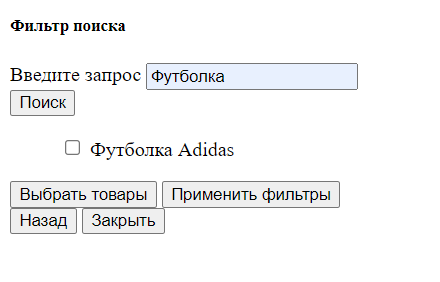 Фильтр поиска
Введите запрос Футболка
Поиск
Футболка Adidas
Выбрать товары Применить фильтры
Назад Закрыть